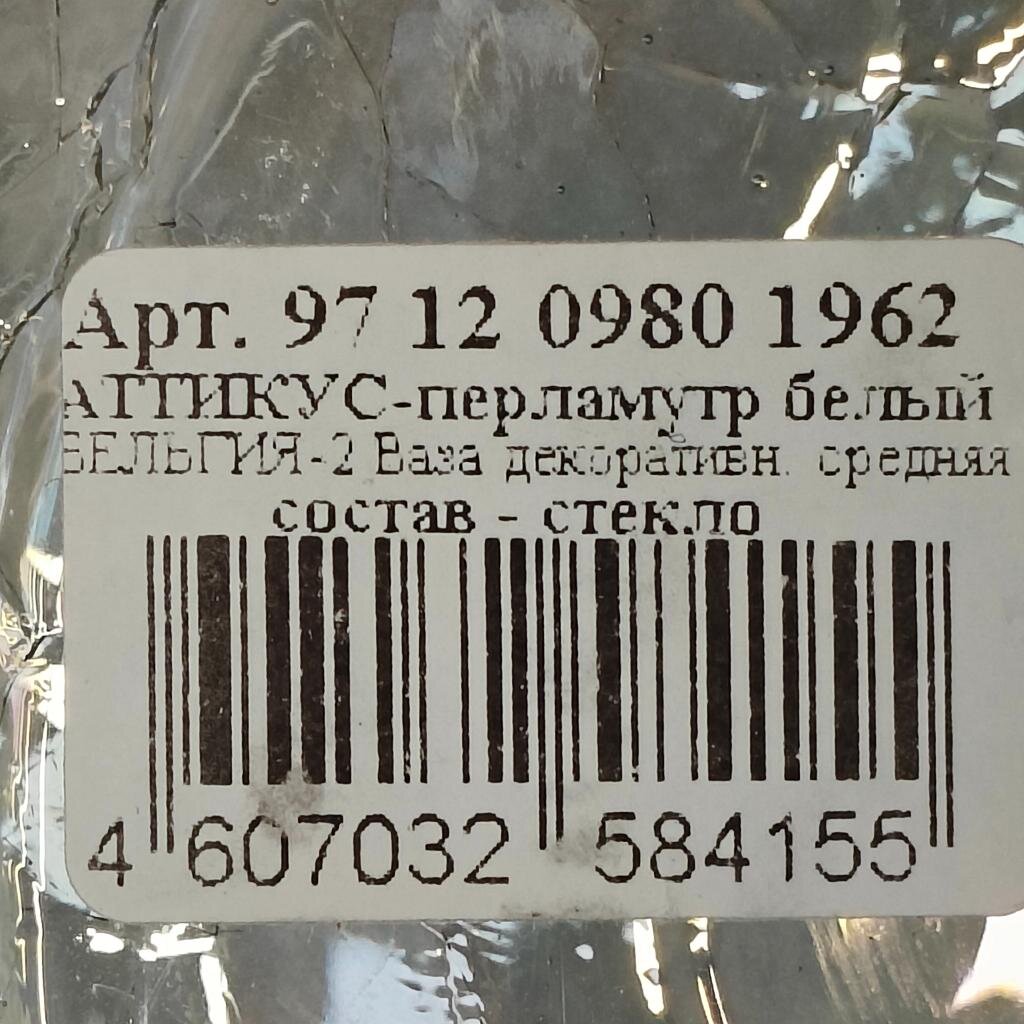 Арт. 97 12 0980 1962
АТТИКУС-перламутр белый
БЕЛЬГИЯ-2 Ваза декоративн. средняя
состав - стекло
4 607032 584155